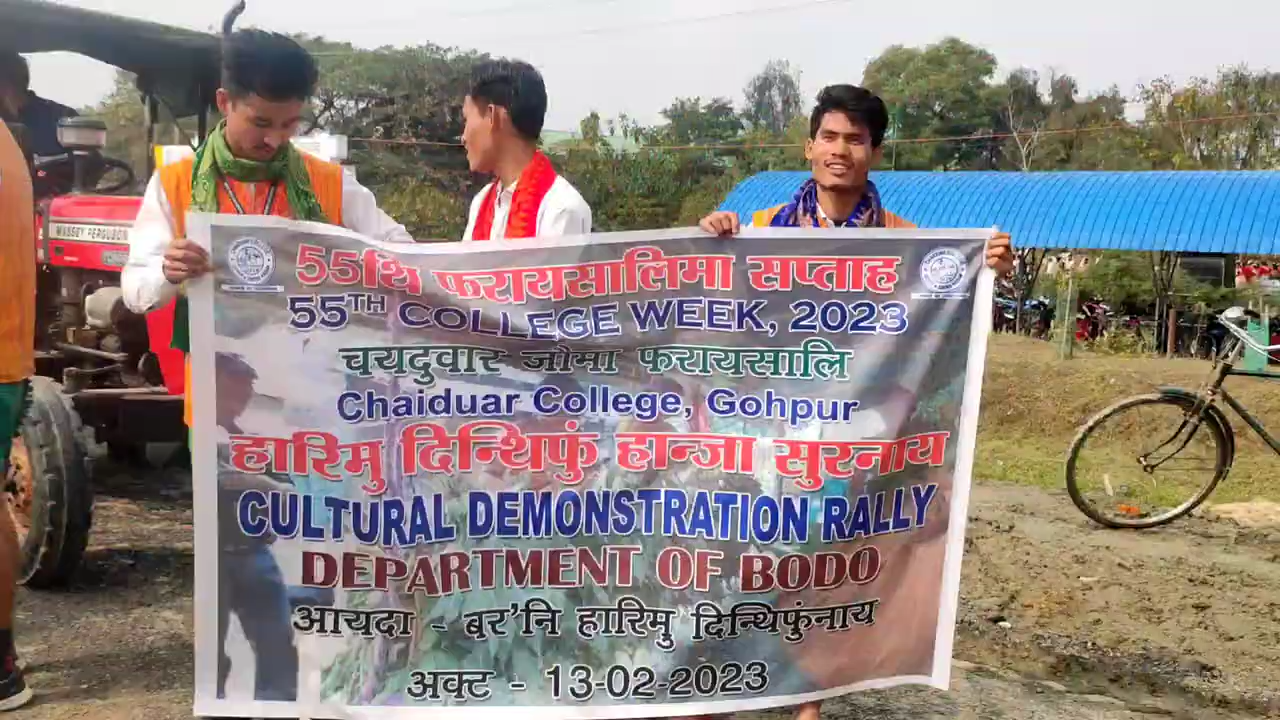 MASSEY FERGUSON
55थि फरायसालिमा सप्ताह
55TH COLLEGE WEEK, 2023
चयदुवार जौमा फरायसालि
Chaiduar College, Gohpur
हारिमु दिन्थिफुं हान्जा सुरनाय
CULTURAL DEMONSTRATION RALLY
DEPARTMENT OF BODO
आयदा - बर'नि हारिमु दिन्थिफुंनाय
अक्ट - 13-02-2023